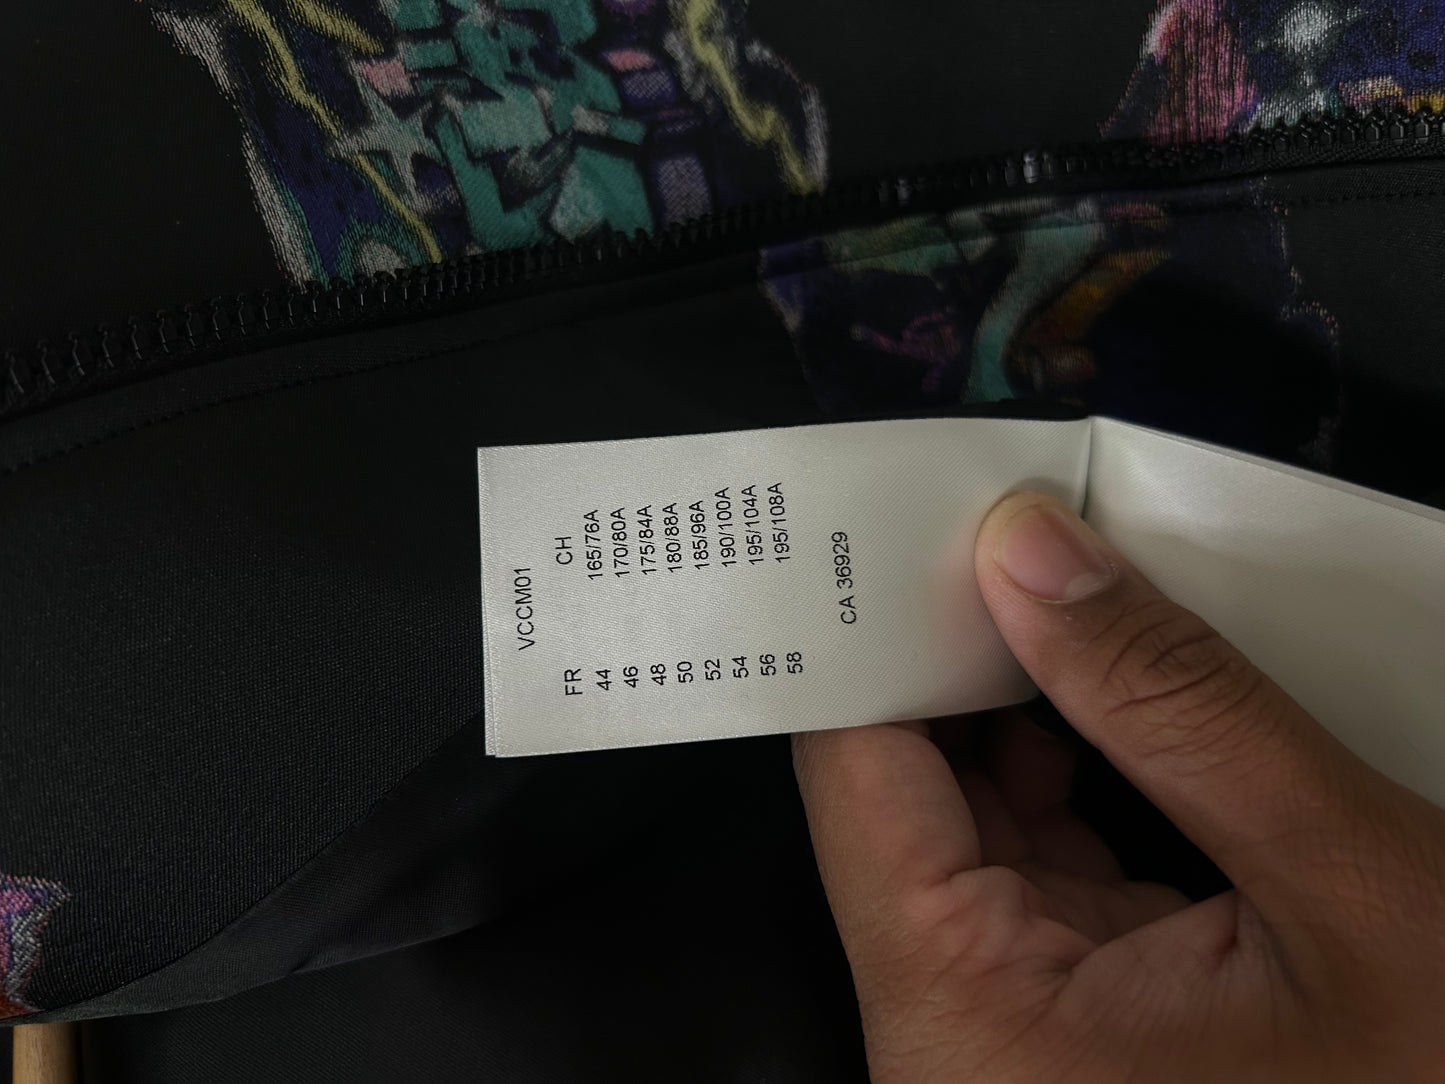 VCCM01
FR CH
44 165/76A
46 170/80A
48 175/84A
50 180/88A
52 185/96A
54 190/100A
56 195/104A
58 195/108A
CA 36929